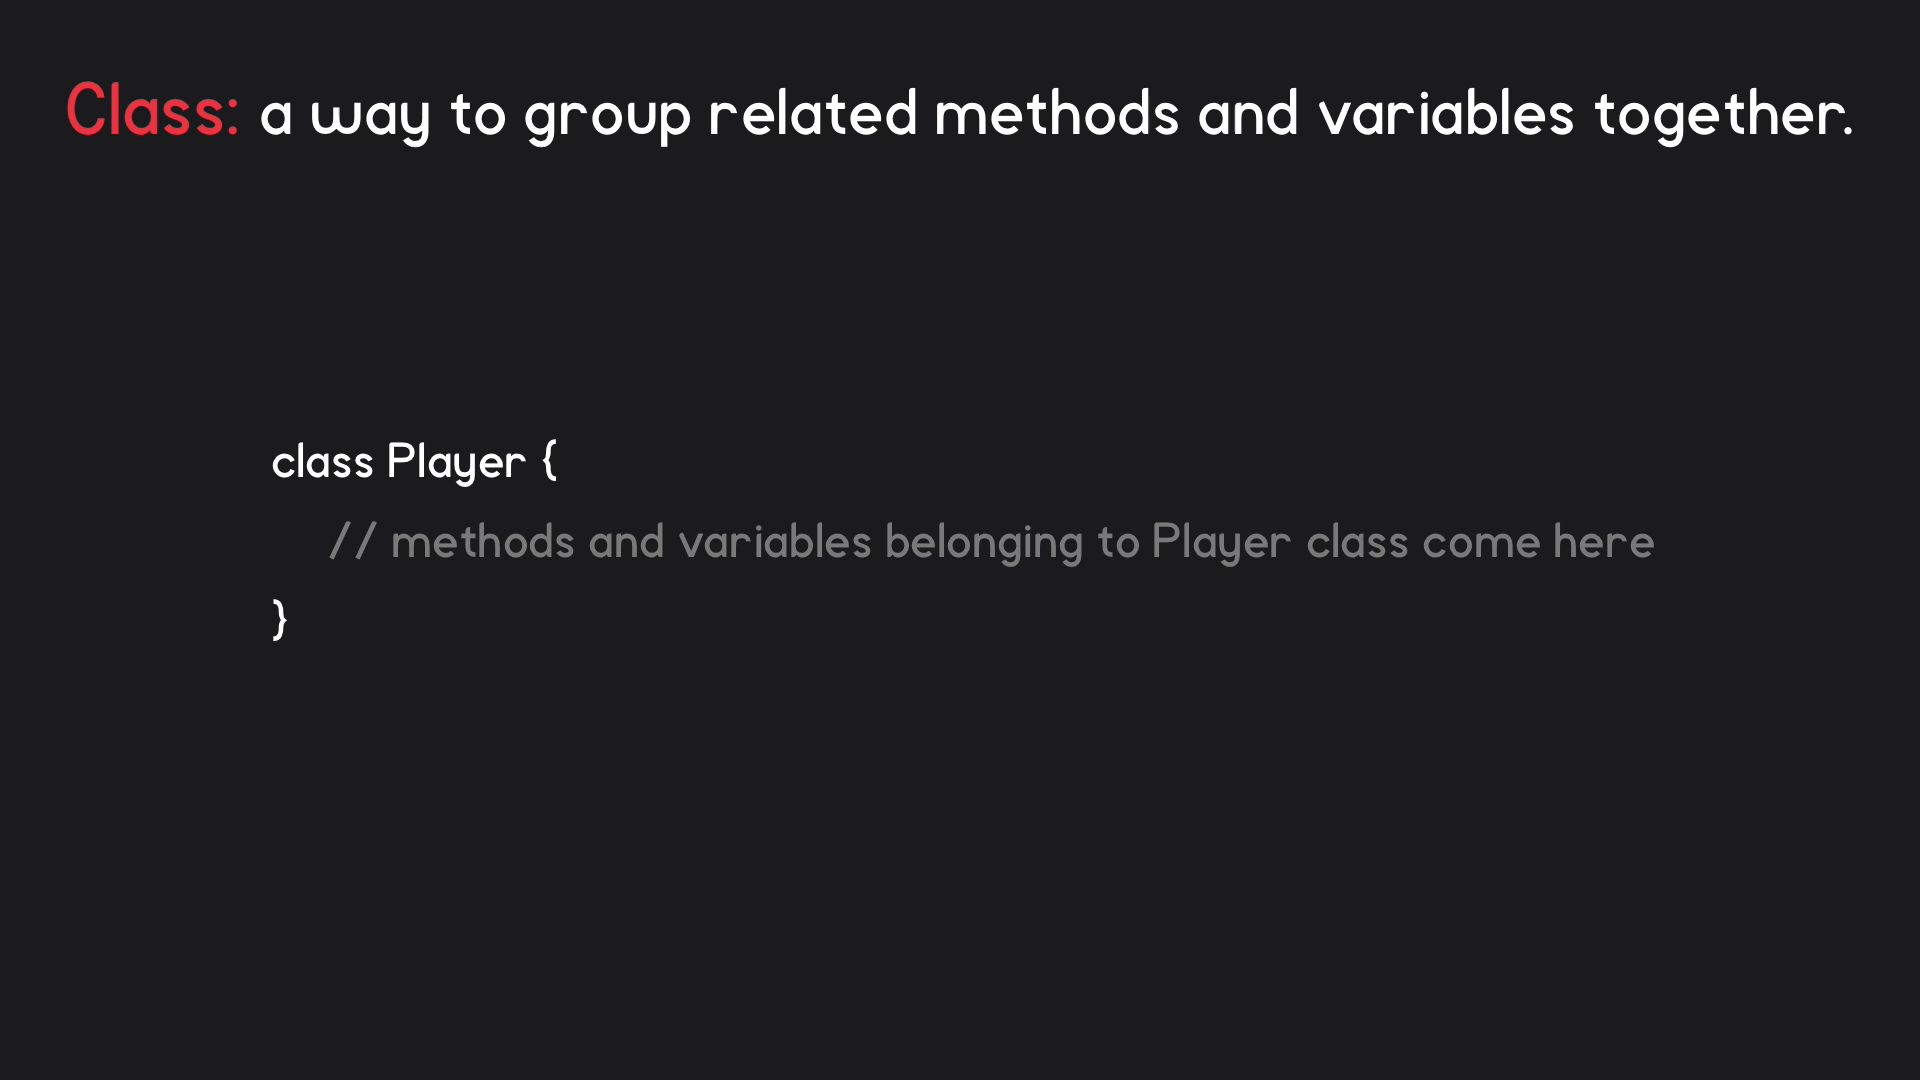 Class: a way to group related methods and variables together.
class Player {
// methods and variables belonging to Player class come here
}